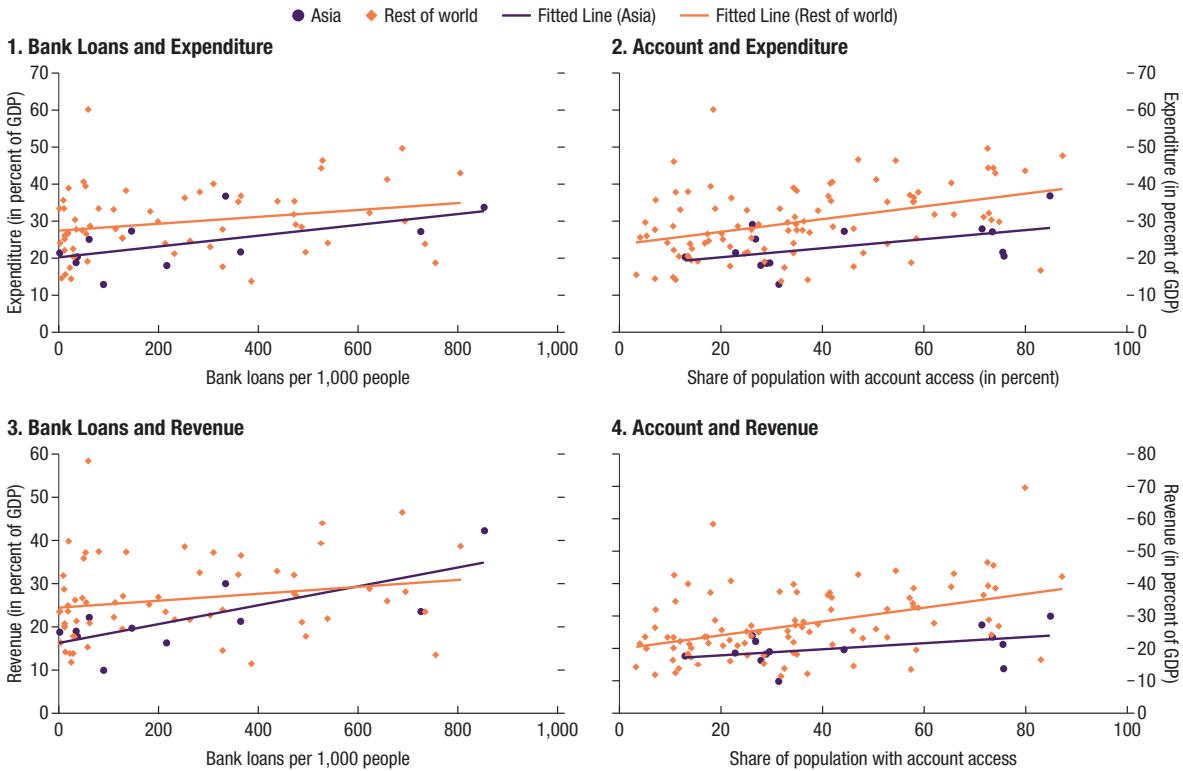 Asia Rest of world Fitted Line (Asia) Fitted Line (Rest of world)
1. Bank Loans and Expenditure
Expenditure (in percent of GDP)
70
60
50
40
30
20
10
0
0 200 400 600 800 1,000
Bank loans per 1,000 people
2. Account and Expenditure
70
60
50
40
30
20
10
0
Expenditure (in percent of GDP)
0 20 40 60 80 100
Share of population with account access (in percent)
3. Bank Loans and Revenue
Revenue (in percent of GDP)
60
50
40
30
20
10
0
0 200 400 600 800 1,000
Bank loans per 1,000 people
4. Account and Revenue
80
70
60
50
40
30
20
10
0
Revenue (in percent of GDP)
0 20 40 60 80 100
Share of population with account access